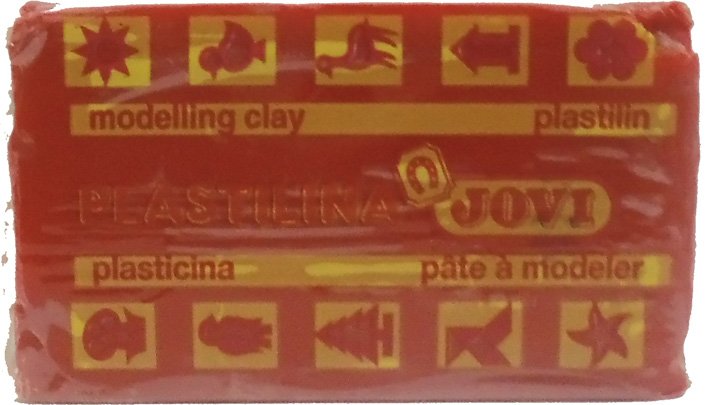 modelling clay plastilin
PLASTILINA JOVI
plasticina pâte à modeler